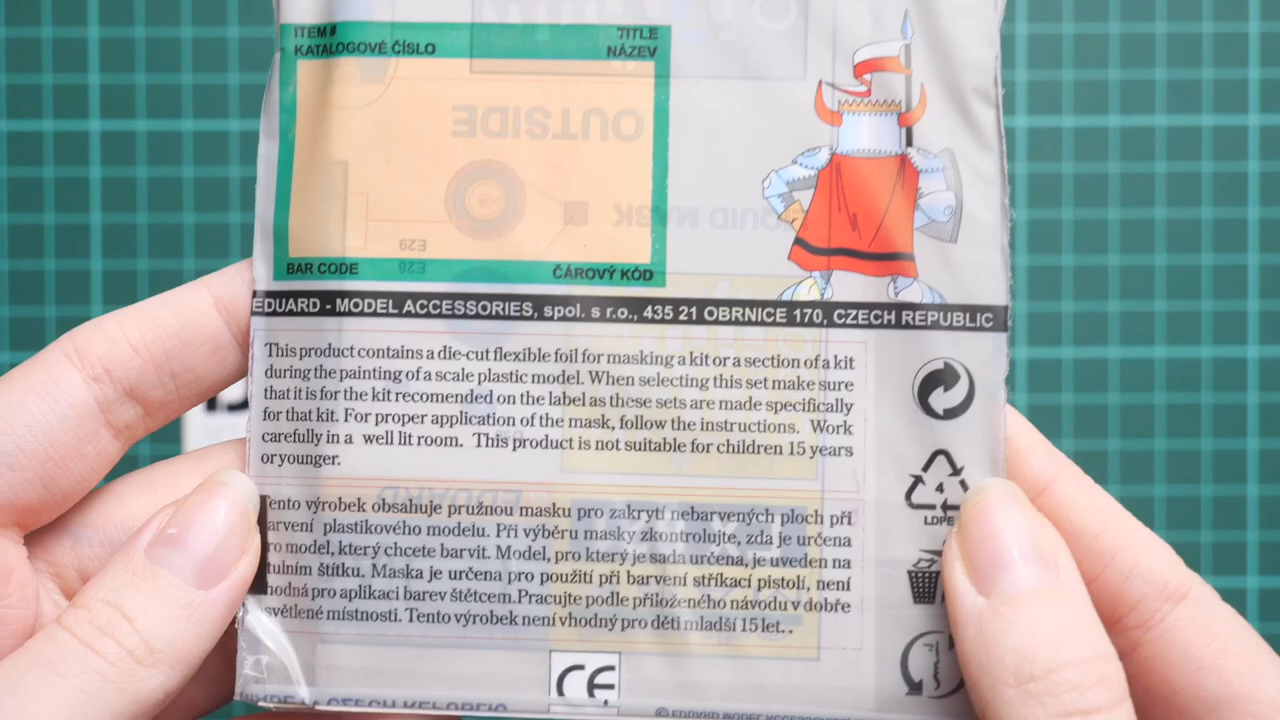 ITEM # TITLE
KATALOGOVÉ ČÍSLO NÁZEV
OUTSIDE
LIQUID MASK
E29
E28
BAR CODE ČÁROVÝ KÓD
EDUARD - MODEL ACCESSORIES, spol. s r.o., 435 21 OBRNICE 170, CZECH REPUBLIC
This product contains a die-cut flexible foil for masking a kit or a section of a kit
during the painting of a scale plastic model. When selecting this set make sure
that it is for the kit recomended on the label as these sets are made specifically
for that kit. For proper application of the mask, follow the instructions. Work
carefully in a well lit room. This product is not suitable for children 15 years
or younger.
Tento výrobek obsahuje pružnou masku pro zakrytí nebarvených ploch při
arvení plastikového modelu. Při výběru masky zkontrolujte, zda je určena
ro model, který chcete barvit. Model, pro který je sada určena, je uveden na
tulním štítku. Maska je určena pro použití při barvení stříkací pistolí, není
hodná pro aplikaci barev štětcem.Pracujte podle přiloženého návodu v dobře
světlené místnosti. Tento výrobek není vhodný pro děti mladší 15 let. .
4
LDPE
CE